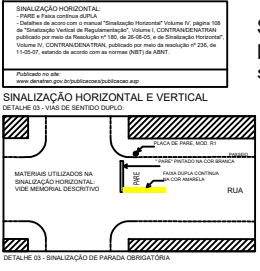 SINALIZAÇÃO HORIZONTAL:
- PARE e Faixa contínua dUPLA
- Detalhes de acoro com o manual "Sinalização Horizontal" Volume IV, página 108
de "Sinalização Vertical de Regulamentação", Volume I, CONTRAN/DENATRAN
publicado por meio da Resolução nº 180, de 26-08-05, e de Sinalização Horizontal",
Volume IV, CONTRAN/DENATRAN, publicado por meio da resolução nº 236, de
11-05-07, estando de acordo com as normas (NBT) da ABNT.
Publicado no site:
www.denatran.gov.br/publicacoes/publicacao.asp
SINALIZAÇÃO HORIZONTAL E VERTICAL
DETALHE 03 - VIAS DE SENTIDO DUPLO:
PLACA DE PARE, MOD. R1
PASSEIO
" PARE" PINTADO NA COR BRANCA
MATERIAIS UTILIZADOS NA
SINALIZAÇÃO HORIZONTAL:
VIDE MEMORIAL DESCRITIVO
PARE
FAIXA DUPLA CONTÍNUA
NA COR AMARELA
RUA
DETALHE 03 - SINALIZAÇÃO DE PARADA OBRIGATÓRIA